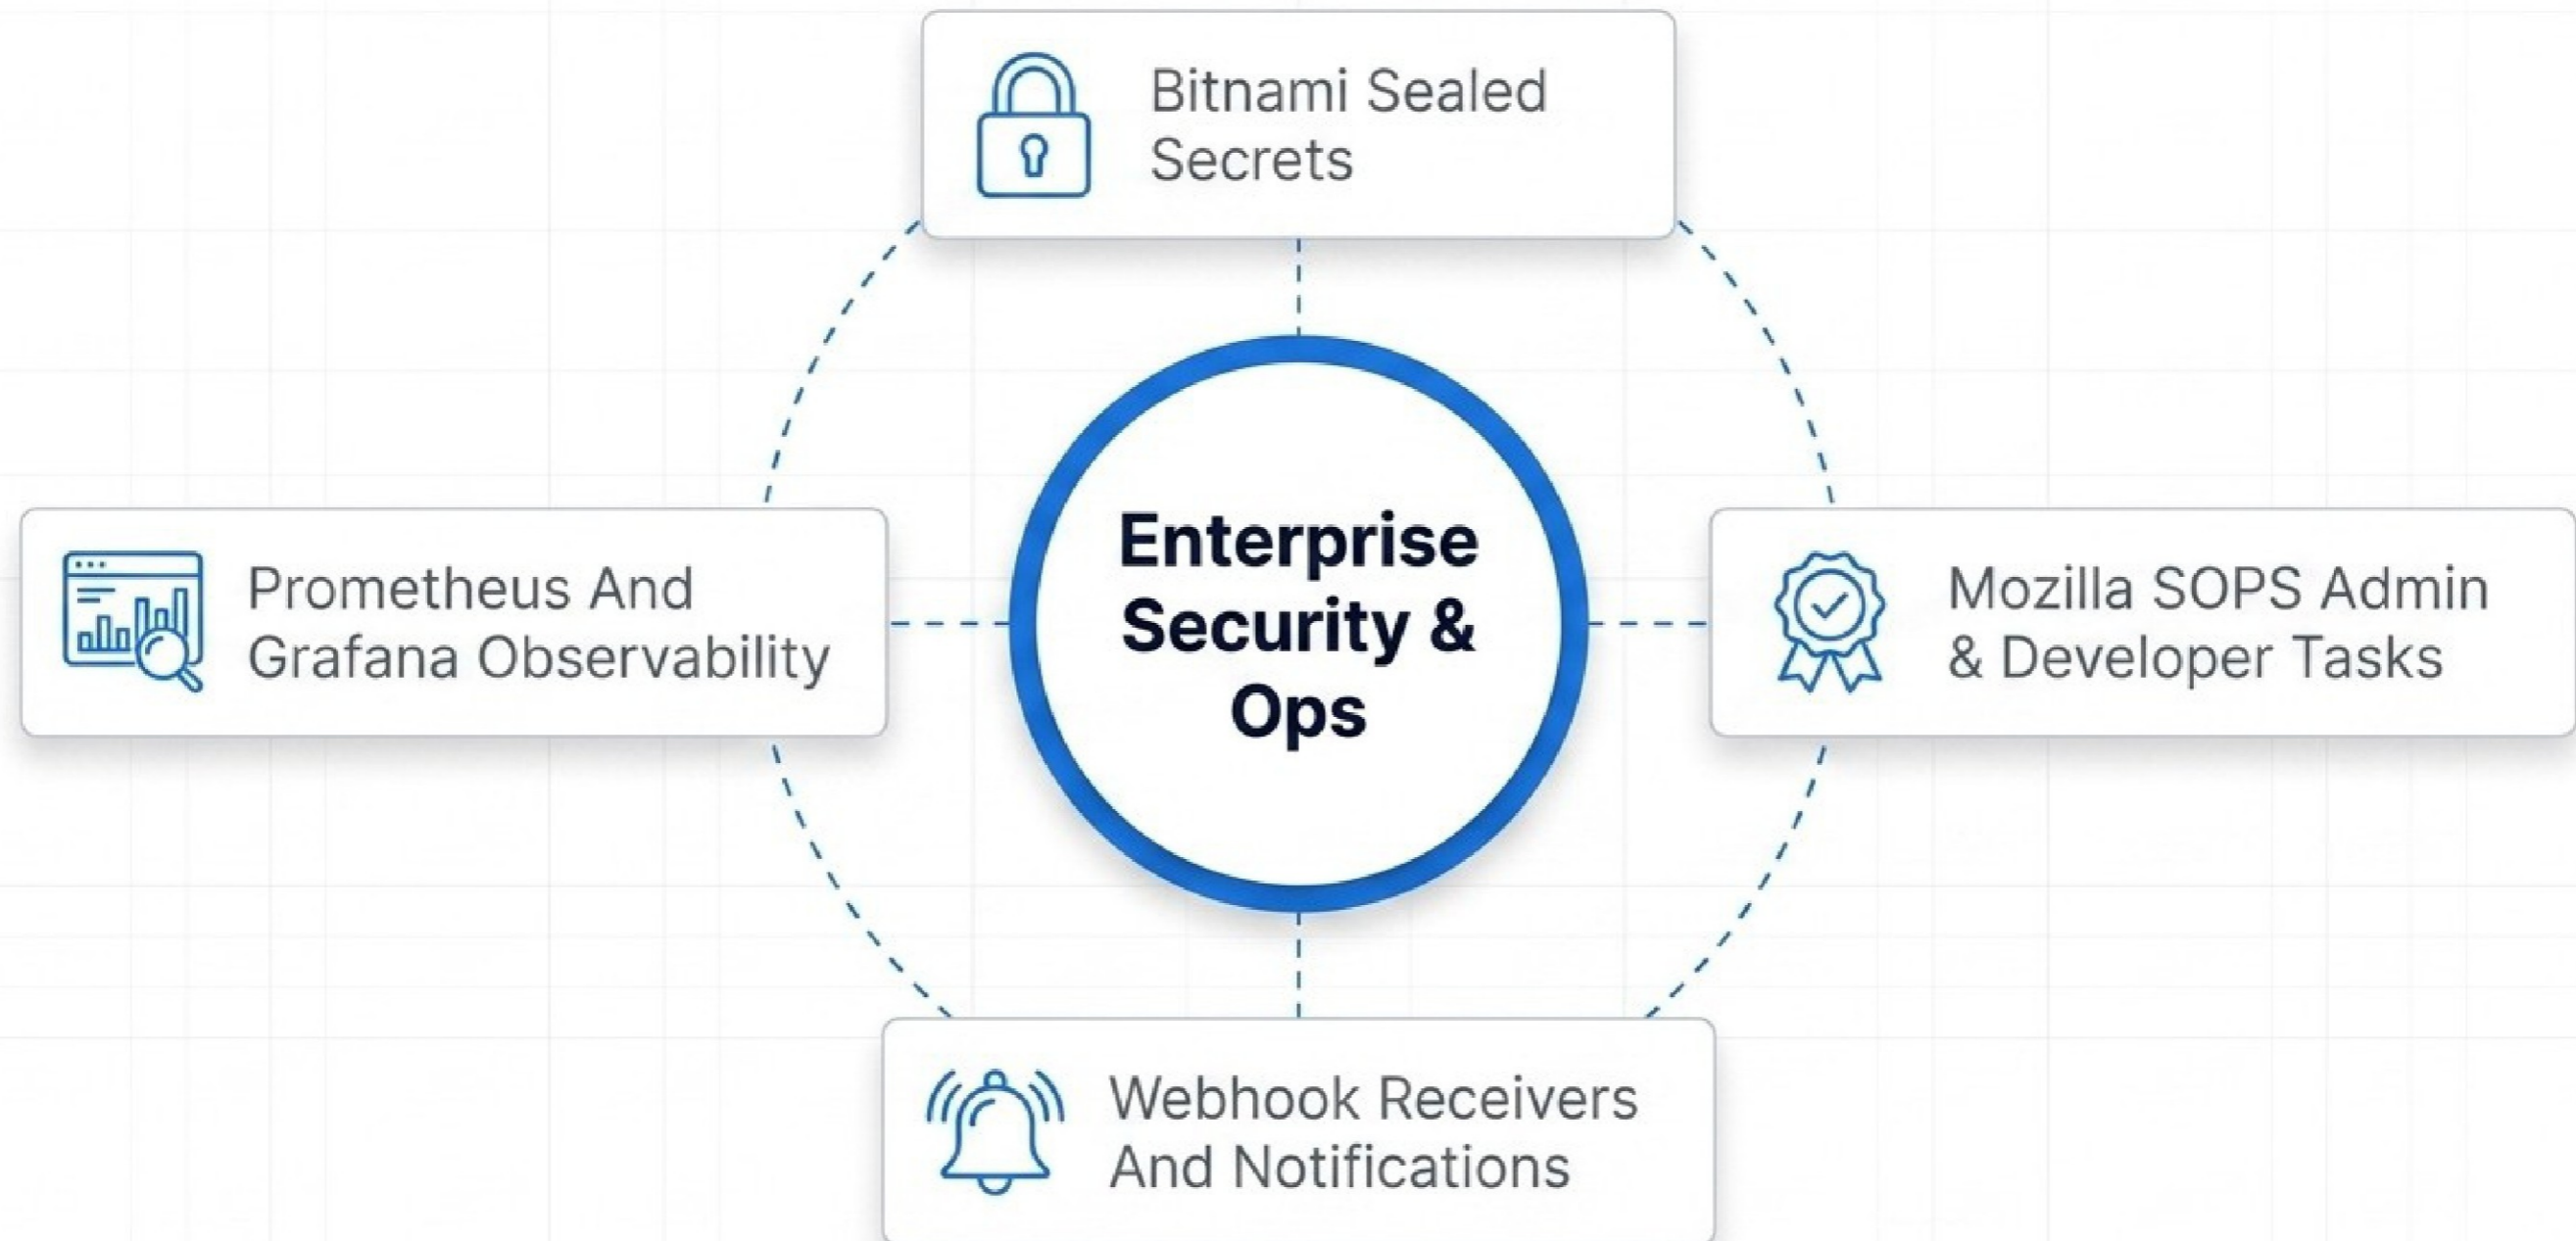 Bitnami Sealed
Secrets
Prometheus And
Grafana Observability
Enterprise
Security &
Ops
Mozilla SOPS Admin
& Developer Tasks
Webhook Receivers
And Notifications